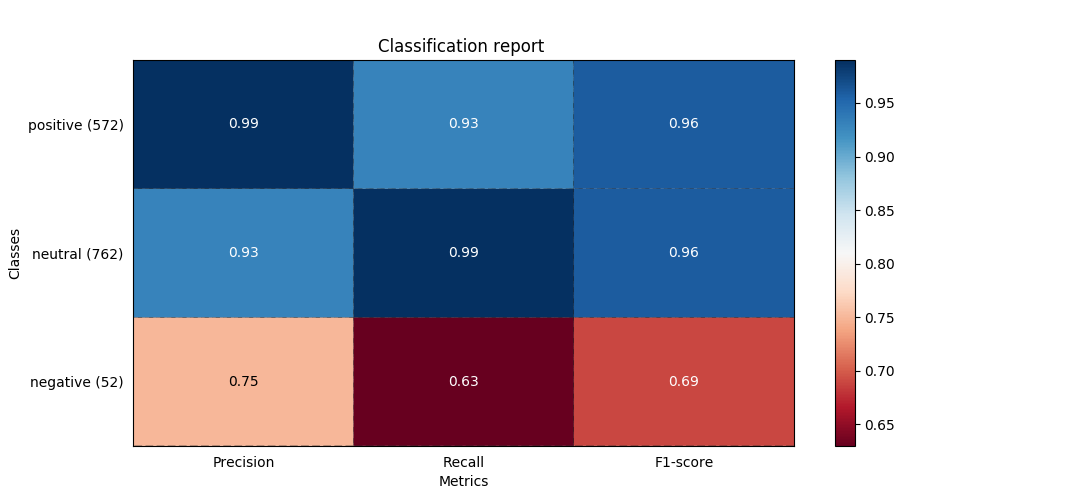 Classification report
positive (572) 0.99 0.93 0.96
neutral (762) 0.93 0.99 0.96
negative (52) 0.75 0.63 0.69
Precision Recall F1-score
Metrics
Classes
0.95
0.90
0.85
0.80
0.75
0.70
0.65